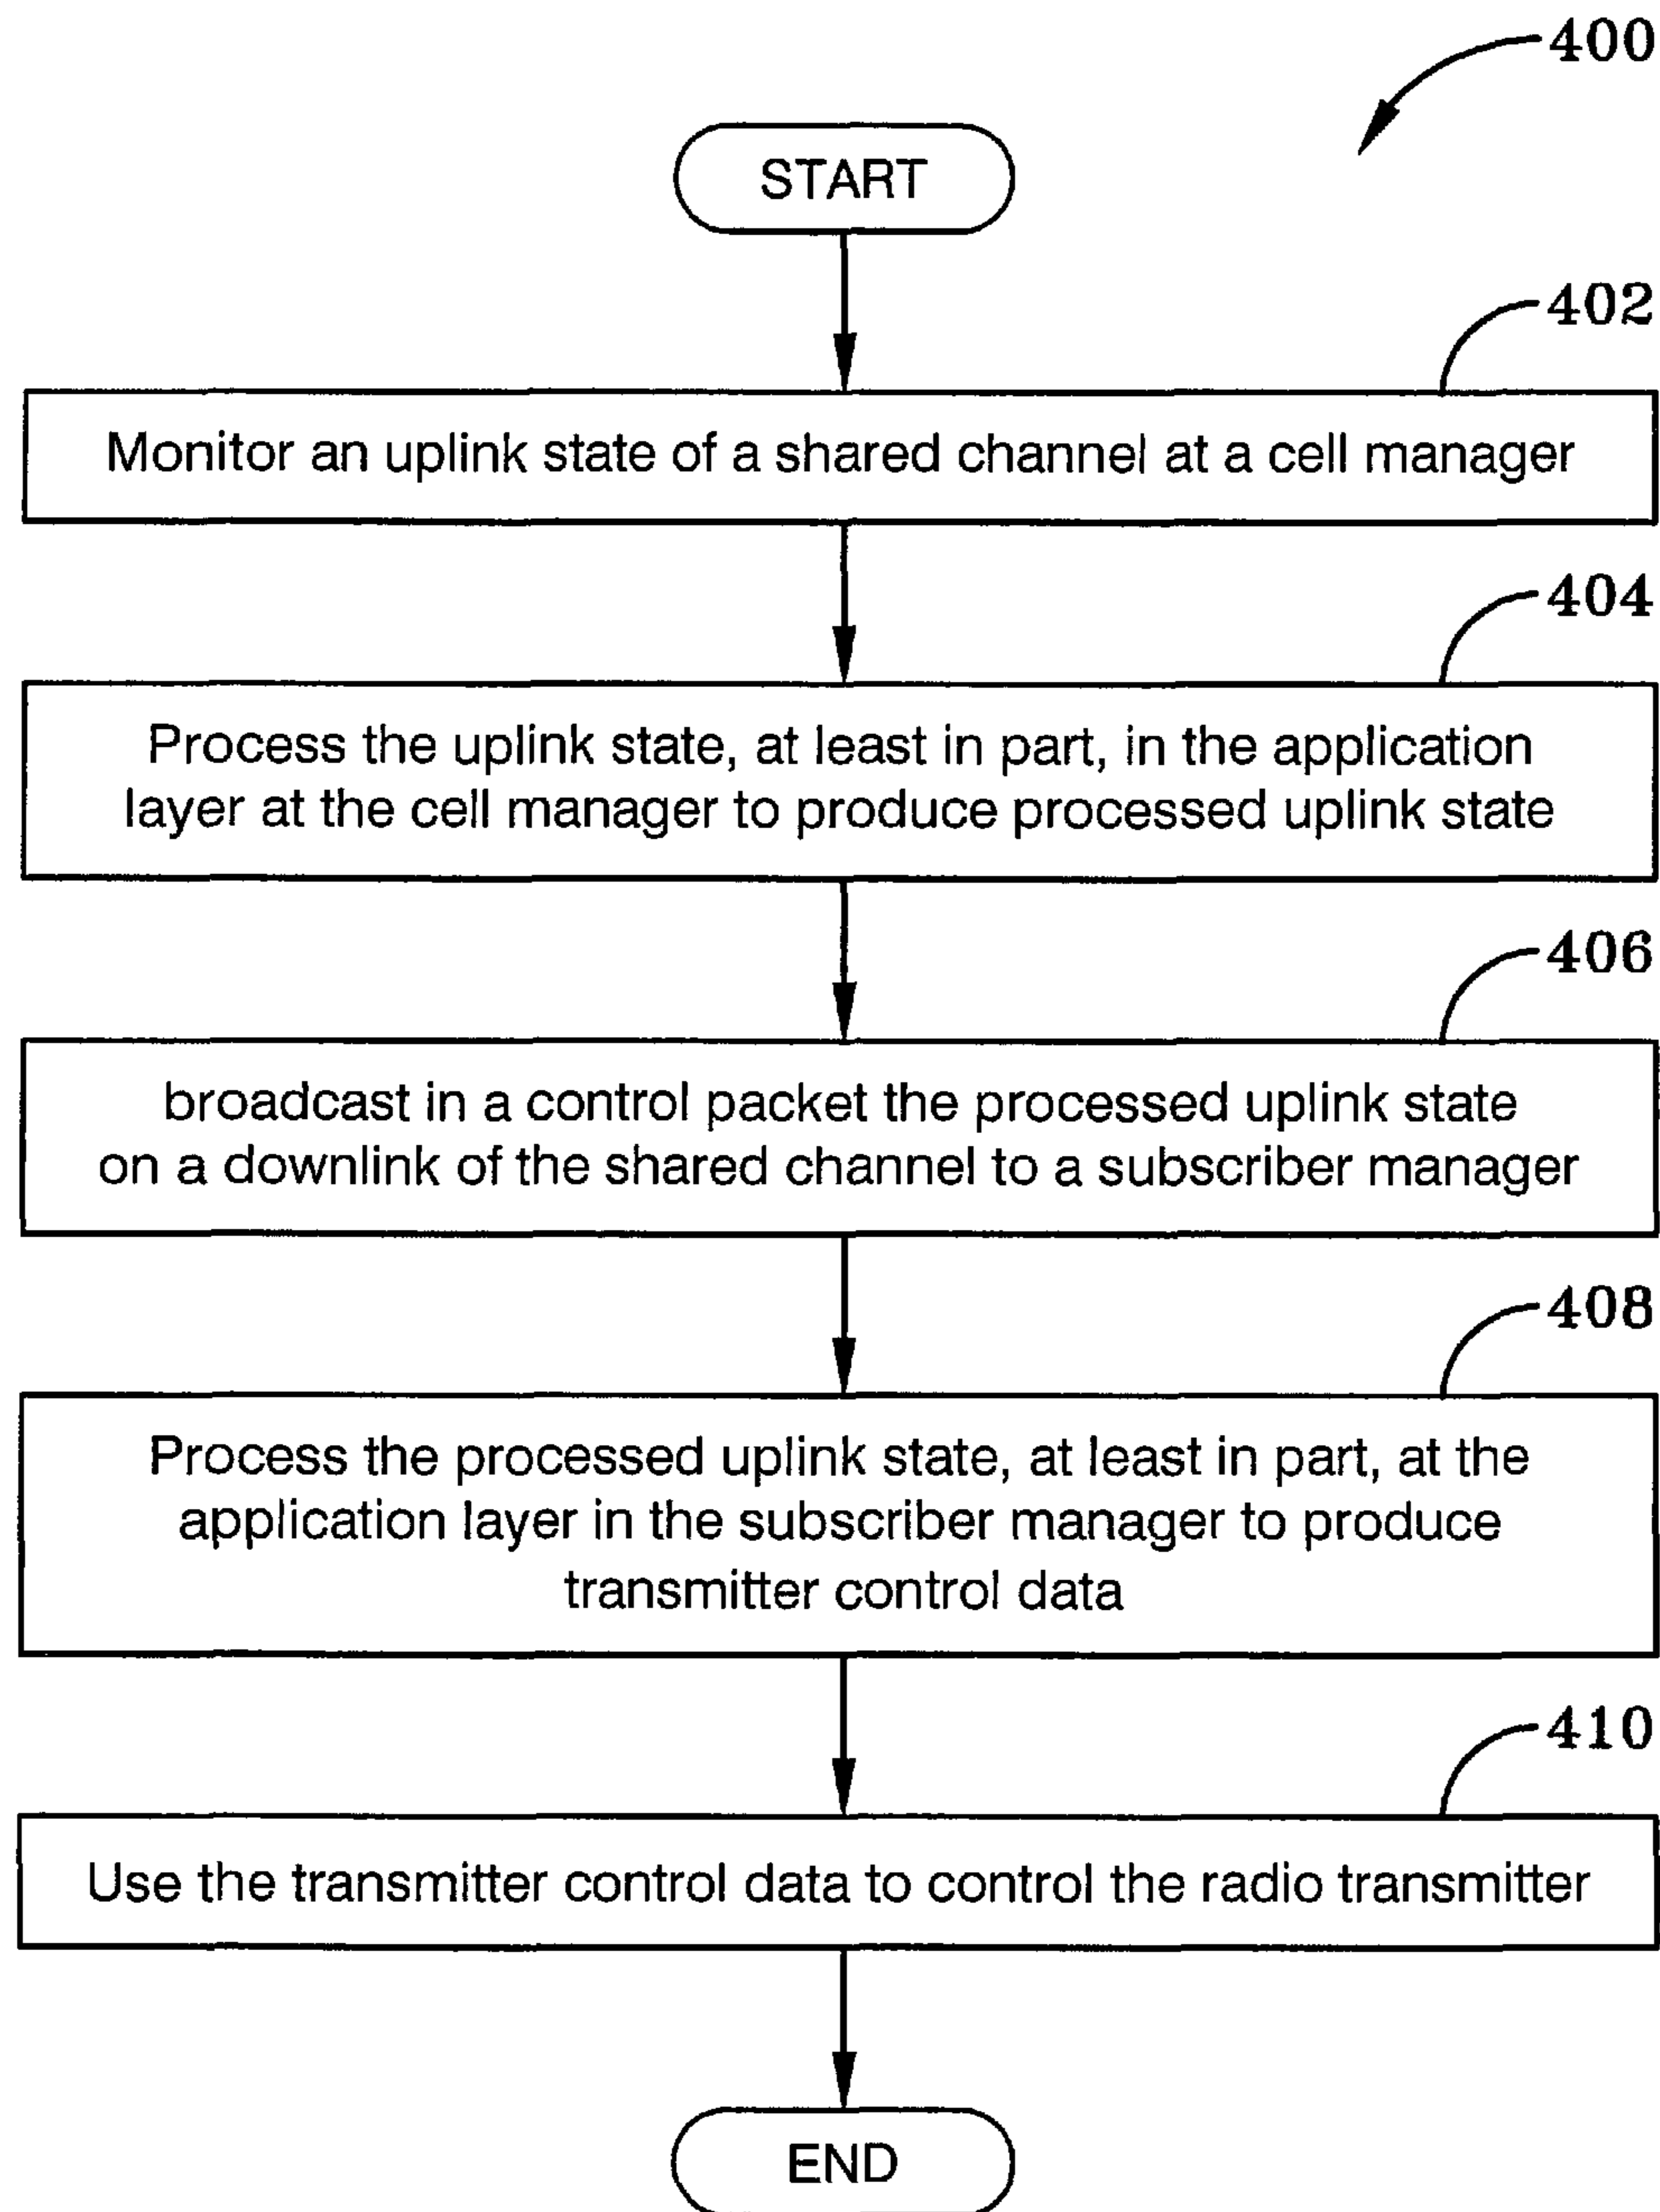 400
START
402
Monitor an uplink state of a shared channel at a cell manager
404
Process the uplink state, at least in part, in the application
layer at the cell manager to produce processed uplink state
406
broadcast in a control packet the processed uplink state
on a downlink of the shared channel to a subscriber manager
408
Process the processed uplink state, at least in part, at the
application layer in the subscriber manager to produce
transmitter control data
410
Use the transmitter control data to control the radio transmitter
END